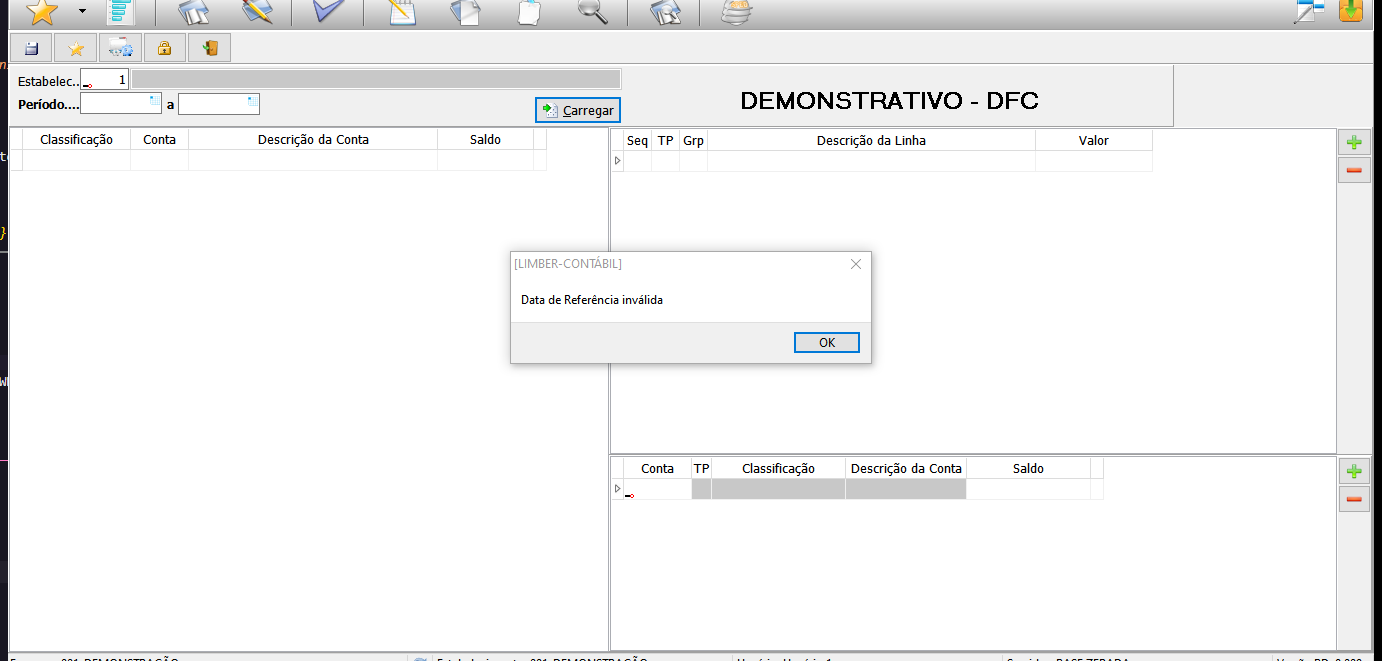 Estabelec.. 1
Período.... a
Carregar
DEMONSTRATIVO - DFC
Classificação Conta Descrição da Conta Saldo
Seq TP Grp Descrição da Linha Valor
[LIMBER-CONTÁBIL]
Data de Referência inválida
OK
Conta TP Classificação Descrição da Conta Saldo